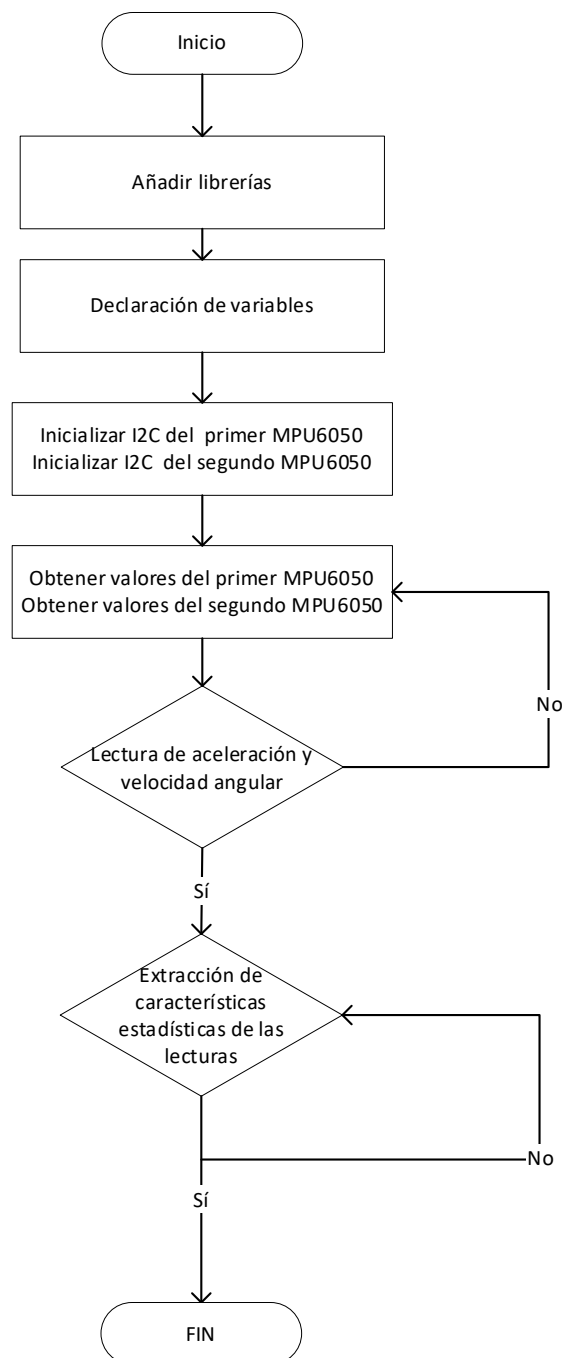 Inicio
Añadir librerías
Declaración de variables
Inicializar I2C del primer MPU6050
Inicializar I2C del segundo MPU6050
Obtener valores del primer MPU6050
Obtener valores del segundo MPU6050
No
Lectura de aceleración y
velocidad angular
Sí
Extracción de
características
estadísticas de las
lecturas
No
Sí
FIN